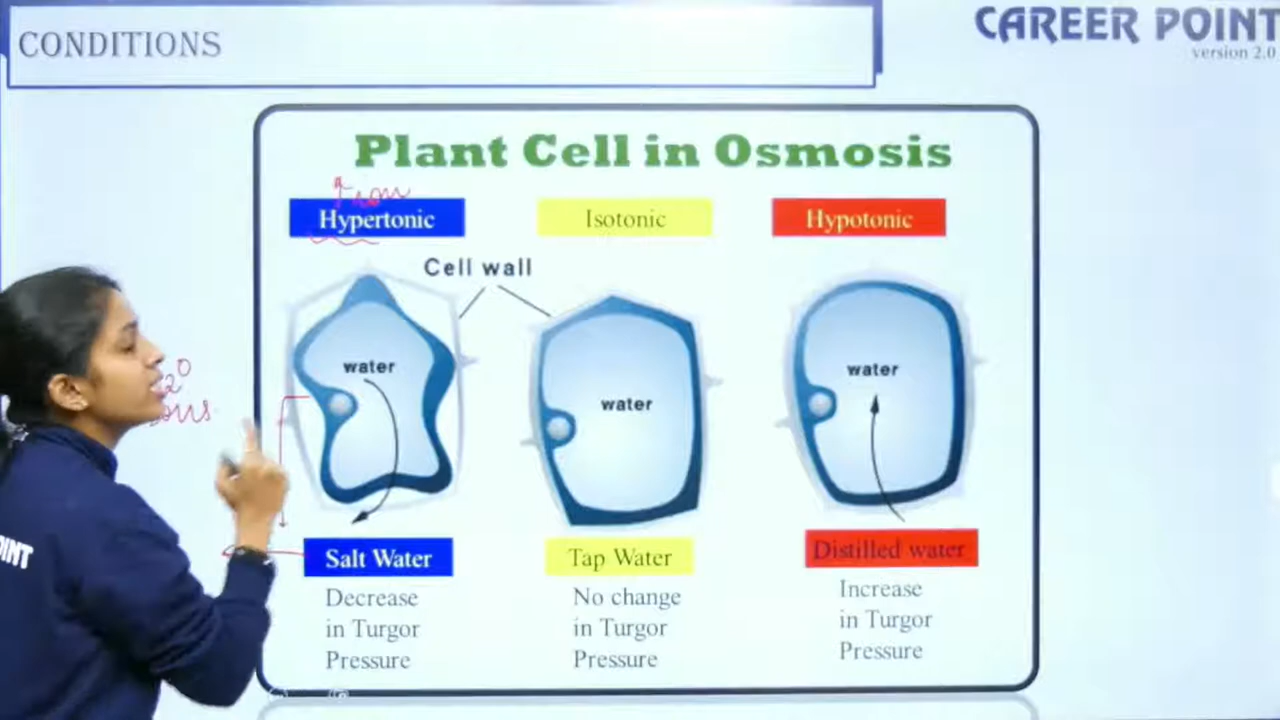 CONDITIONS
CAREER POINT
version 2.0
Plant Cell in Osmosis
Hypertonic
Isotonic
Hypotonic
Cell wall
water
water
water
Salt Water
Tap Water
Distilled water
Decrease
in Turgor
Pressure
No change
in Turgor
Pressure
Increase
in Turgor
Pressure
OINT